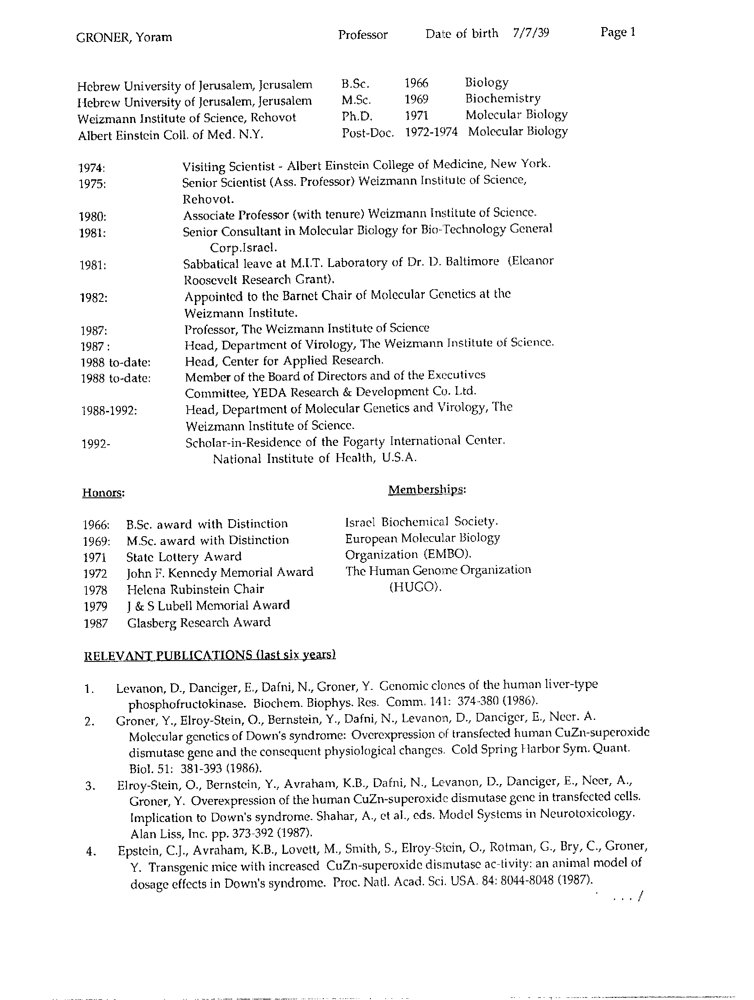 GRONER, Yoram Professor Date of birth 7/7/39 Page 1
Hebrew University of Jerusalem, Jerusalem B.Sc. 1966 Biology
Hebrew University of Jerusalem, Jerusalem M.Sc. 1969 Biochemistry
Weizmann Institute of Science, Rehovot Ph.D. 1971 Molecular Biology
Albert Einstein Coll. of Med. N.Y. Post-Doc. 1972-1974 Molecular Biology
1974: Visiting Scientist - Albert Einstein College of Medicine, New York.
1975: Senior Scientist (Ass. Professor) Weizmann Institute of Science,
Rehovot.
1980: Associate Professor (with tenure) Weizmann Institute of Science.
1981: Senior Consultant in Molecular Biology for Bio-Technology General
Corp.Israel.
1981: Sabbatical leave at M.I.T. Laboratory of Dr. D. Baltimore (Eleanor
Roosevelt Research Grant).
1982: Appointed to the Barnet Chair of Molecular Genetics at the
Weizmann Institute.
1987: Professor, The Weizmann Institute of Science
1987 : Head, Department of Virology, The Weizmann Institute of Science.
1988 to-date: Head, Center for Applied Research.
1988 to-date: Member of the Board of Directors and of the Executives
Committee, YEDA Research & Development Co. Ltd.
1988-1992: Head, Department of Molecular Genetics and Virology, The
Weizmann Institute of Science.
1992- Scholar-in-Residence of the Fogarty International Center.
National Institute of Health, U.S.A.
Honors: Memberships:
1966: B.Sc. award with Distinction Israel Biochemical Society.
1969: M.Sc. award with Distinction European Molecular Biology
1971 State Lottery Award Organization (EMBO).
1972 John F. Kennedy Memorial Award The Human Genome Organization
1978 Helena Rubinstein Chair (HUGO).
1979 J & S Lubell Memorial Award
1987 Glasberg Research Award
RELEVANT PUBLICATIONS (last six years)
1. Levanon, D., Danciger, E., Dafni, N., Groner, Y. Genomic clones of the human liver-type
phosphofructokinase. Biochem. Biophys. Res. Comm. 141: 374-380 (1986).
2. Groner, Y., Elroy-Stein, O., Bernstein, Y., Dafni, N., Levanon, D., Danciger, E., Neer. A.
Molecular genetics of Down's syndrome: Overexpression of transfected human CuZn-superoxide
dismutase gene and the consequent physiological changes. Cold Spring Harbor Sym. Quant.
Biol. 51: 381-393 (1986).
3. Elroy-Stein, O., Bernstein, Y., Avraham, K.B., Dafni, N., Levanon, D., Danciger, E., Neer, A.,
Groner, Y. Overexpression of the human CuZn-superoxide dismutase gene in transfected cells.
Implication to Down's syndrome. Shahar, A., et al., eds. Model Systems in Neurotoxicology.
Alan Liss, Inc. pp. 373-392 (1987).
4. Epstein, C.J., Avraham, K.B., Lovett, M., Smith, S., Elroy-Stein, O., Rotman, G., Bry, C., Groner,
Y. Transgenic mice with increased CuZn-superoxide dismutase ac-tivity: an animal model of
dosage effects in Down's syndrome. Proc. Natl. Acad. Sci. USA. 84: 8044-8048 (1987).
. . . /